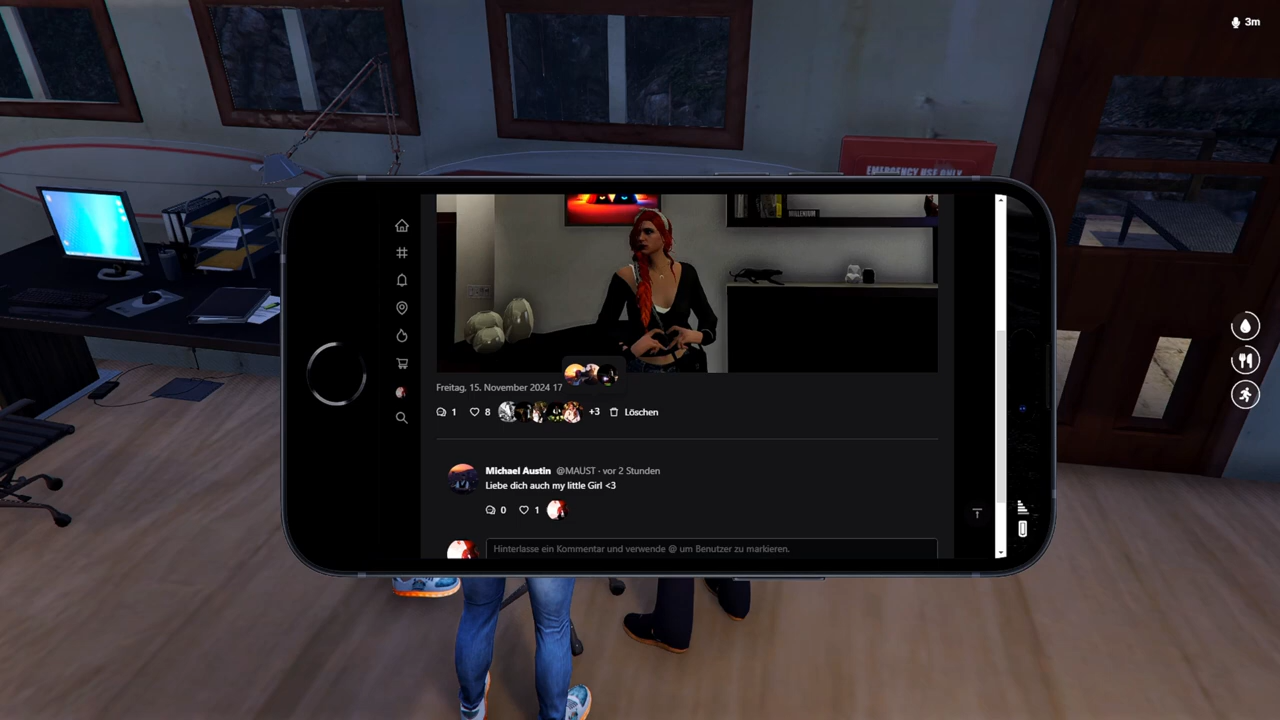 3m
EMERGENCY USE ONLY
Freitag, 15. November 2024 17
1 8 +3 Löschen
Michael Austin @MAUST · vor 2 Stunden
Liebe dich auch my little Girl <3
0 1
Hinterlasse ein Kommentar und verwende @ um Benutzer zu markieren.